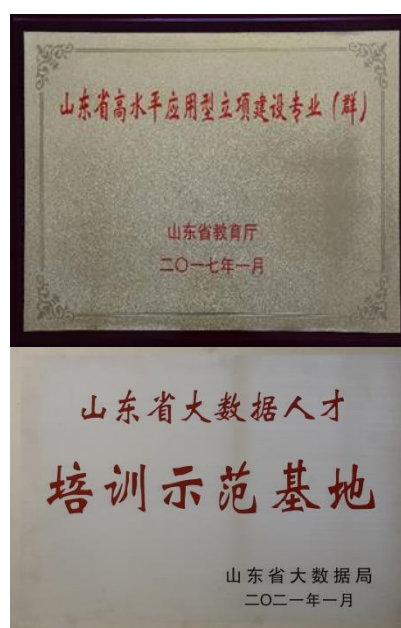 山东省高水平应用型立项建设专业（群）
山东省教育厅
二〇一七年一月
山东省大数据人才
培训示范基地
山东省大数据局
二〇二一年一月